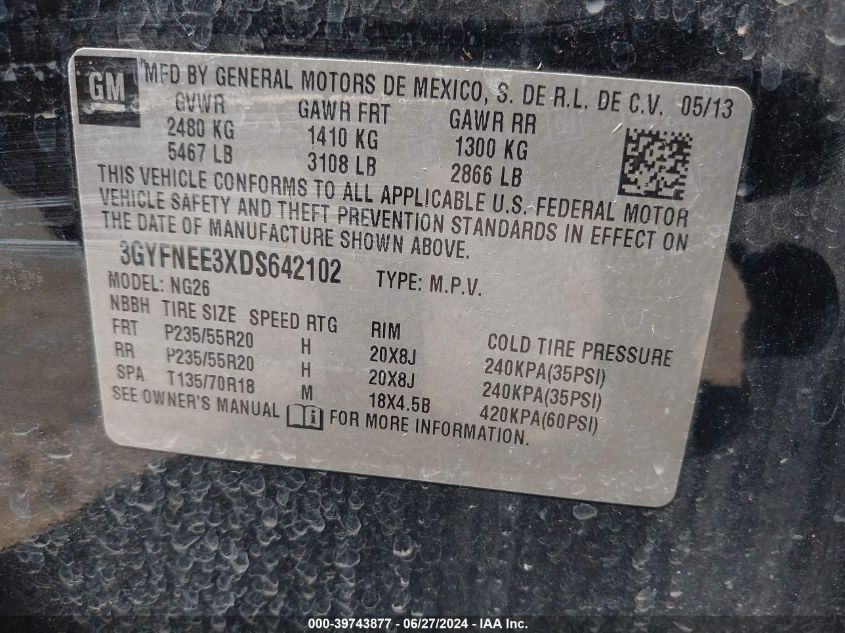 GM ® MFD BY GENERAL MOTORS DE MEXICO, S. DE R.L. DE C.V. 05/13
GVWR GAWR FRT GAWR RR
2480 KG 1410 KG 1300 KG
5467 LB 3108 LB 2866 LB
THIS VEHICLE CONFORMS TO ALL APPLICABLE U.S. FEDERAL MOTOR
VEHICLE SAFETY AND THEFT PREVENTION STANDARDS IN EFFECT ON
THE DATE OF MANUFACTURE SHOWN ABOVE.
3GYFNEE3XDS642102 TYPE: M.P.V.
MODEL: NG26
NBBH TIRE SIZE SPEED RTG RIM COLD TIRE PRESSURE
FRT P235/55R20 H 20X8J 240KPA(35PSI)
RR P235/55R20 H 20X8J 240KPA(35PSI)
SPA T135/70R18 M 18X4.5B 420KPA(60PSI)
SEE OWNER'S MANUAL i FOR MORE INFORMATION.
000-39743877 - 06/27/2024 - IAA Inc.